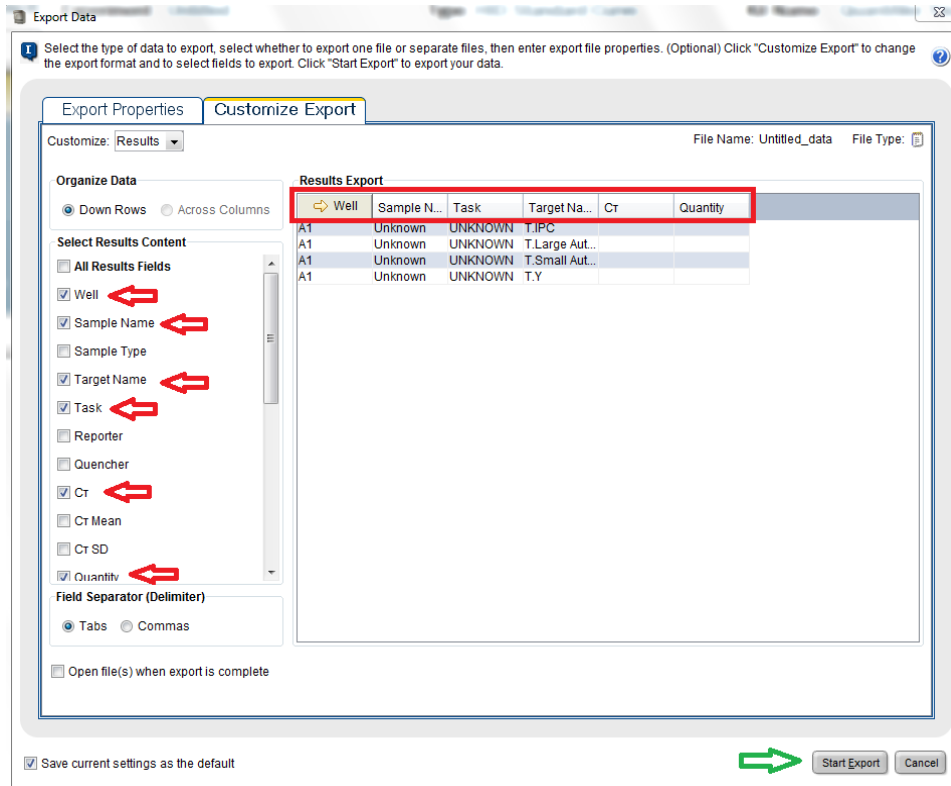 Export Data
Select the type of data to export, select whether to export one file or separate files, then enter export file properties. (Optional) Click "Customize Export" to change
the export format and to select fields to export. Click "Start Export" to export your data.
Export Properties Customize Export
Customize: Results File Name: Untitled_data File Type:
Organize Data
Down Rows Across Columns
Select Results Content
All Results Fields
Well
Sample Name
Sample Type
Target Name
Task
Reporter
Quencher
CT
CT Mean
CT SD
Quantity
Field Separator (Delimiter)
Tabs Commas
Open file(s) when export is complete
Results Export
Well Sample N... Task Target Na... CT Quantity
A1 Unknown UNKNOWN T.IPC
A1 Unknown UNKNOWN T.Large Aut...
A1 Unknown UNKNOWN T.Small Aut...
A1 Unknown UNKNOWN T.Y
Save current settings as the default
Start Export Cancel